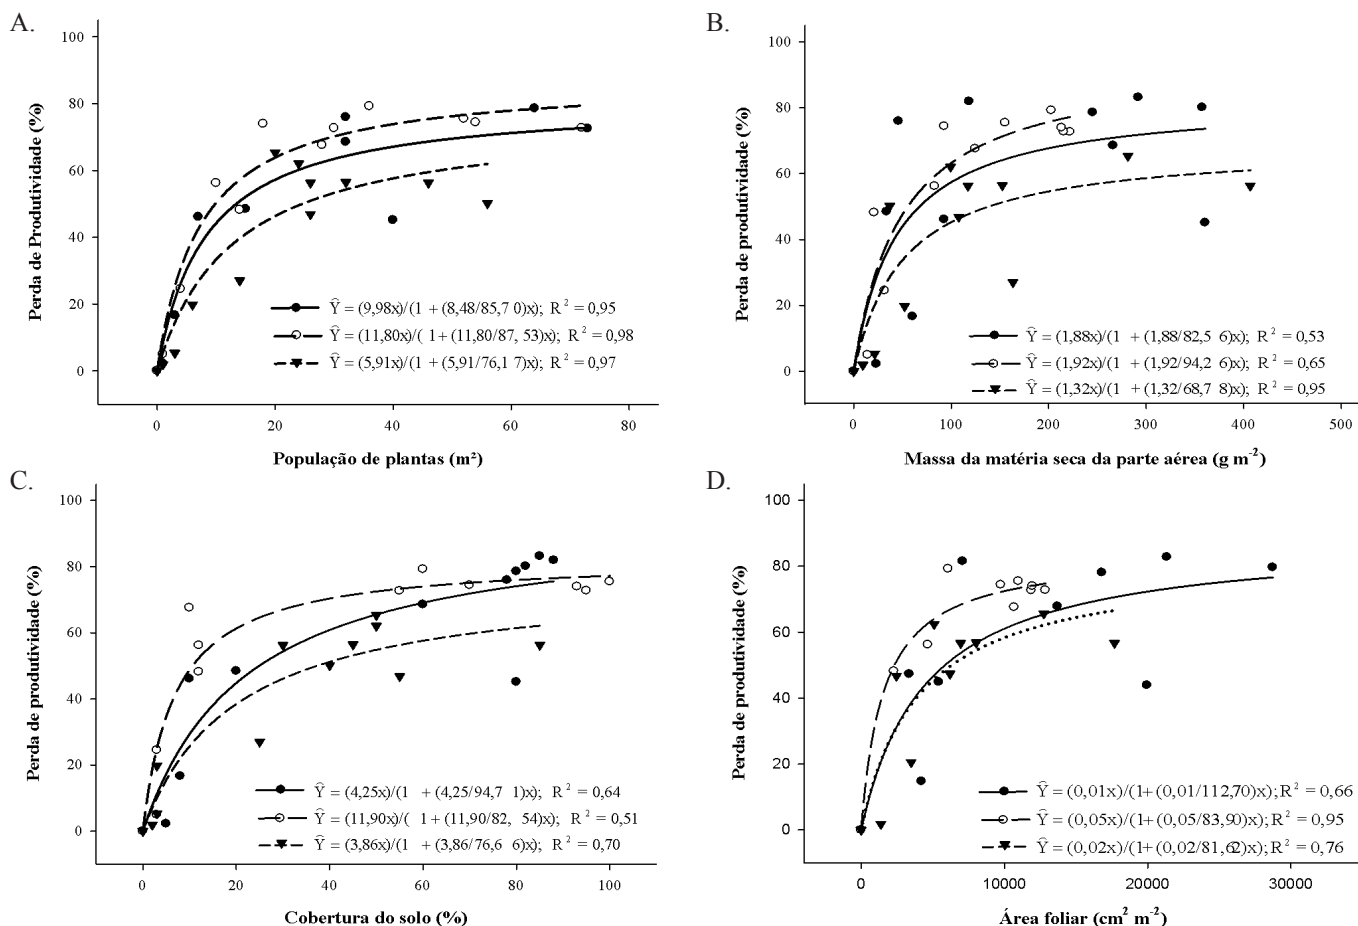 A.
100
80
60
40
20
0
Perda de Produtividade (%)
Ŷ = (9,98x)/(1 + (8,48/85,7 0)x); R² = 0,95
Ŷ = (11,80x)/( 1 + (11,80/87, 53)x); R² = 0,98
Ŷ = (5,91x)/(1 + (5,91/76,1 7)x); R² = 0,97
0 20 40 60 80
População de plantas (m²)
B.
100
80
60
40
20
0
Perda de produtividade (%)
Ŷ = (1,88x)/(1 + (1,88/82,5 6)x); R² = 0,53
Ŷ = (1,92x)/(1 + (1,92/94,2 6)x); R² = 0,65
Ŷ = (1,32x)/(1 + (1,32/68,7 8)x); R² = 0,95
0 100 200 300 400 500
Massa da matéria seca da parte aérea (g m⁻²)
C.
100
80
60
40
20
0
Perda de produtividade (%)
Ŷ = (4,25x)/(1 + (4,25/94,7 1)x); R² = 0,64
Ŷ = (11,90x)/( 1 + (11,90/82, 54)x); R² = 0,51
Ŷ = (3,86x)/(1 + (3,86/76,6 6)x); R² = 0,70
0 20 40 60 80 100
Cobertura do solo (%)
D.
100
80
60
40
20
0
Perda de produtividade (%)
Ŷ = (0,01x)/(1+ (0,01/112,70)x); R² = 0,66
Ŷ = (0,05x)/(1+ (0,05/83,90)x); R² = 0,95
Ŷ = (0,02x)/(1+ (0,02/81,62)x); R² = 0,76
0 10000 20000 30000
Área foliar (cm² m⁻²)